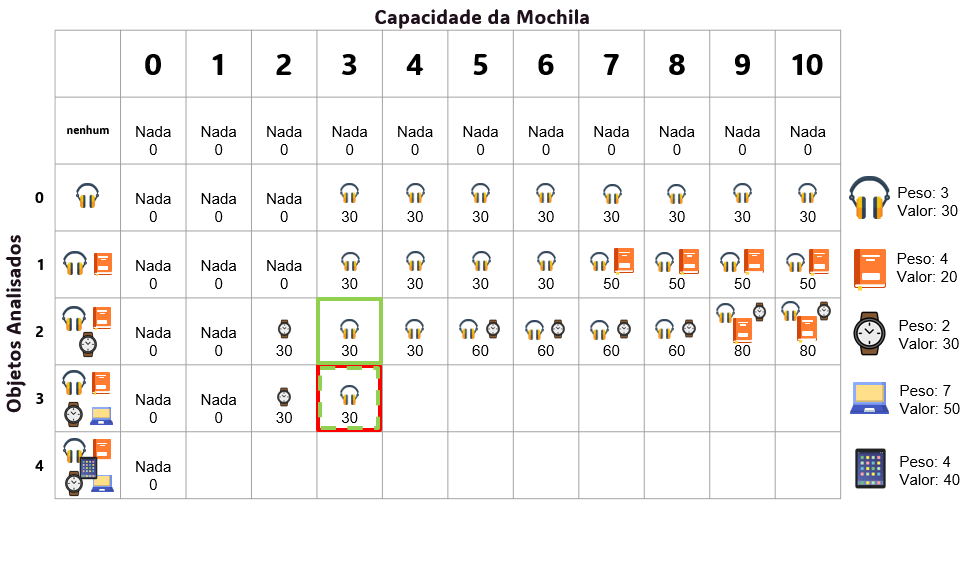 Capacidade da Mochila
0 1 2 3 4 5 6 7 8 9 10
nenhum Nada Nada Nada Nada Nada Nada Nada Nada Nada Nada Nada
0 0 0 0 0 0 0 0 0 0 0
Objetos Analisados
0 Nada Nada Nada
0 0 0 30 30 30 30 30 30 30 30
Peso: 3
Valor: 30
1 Nada Nada Nada
0 0 0 30 30 30 30 50 50 50 50
Peso: 4
Valor: 20
2 Nada Nada
0 0 30 30 30 60 60 60 60 80 80
Peso: 2
Valor: 30
3 Nada Nada
0 0 30 30
Peso: 7
Valor: 50
4 Nada
0
Peso: 4
Valor: 40